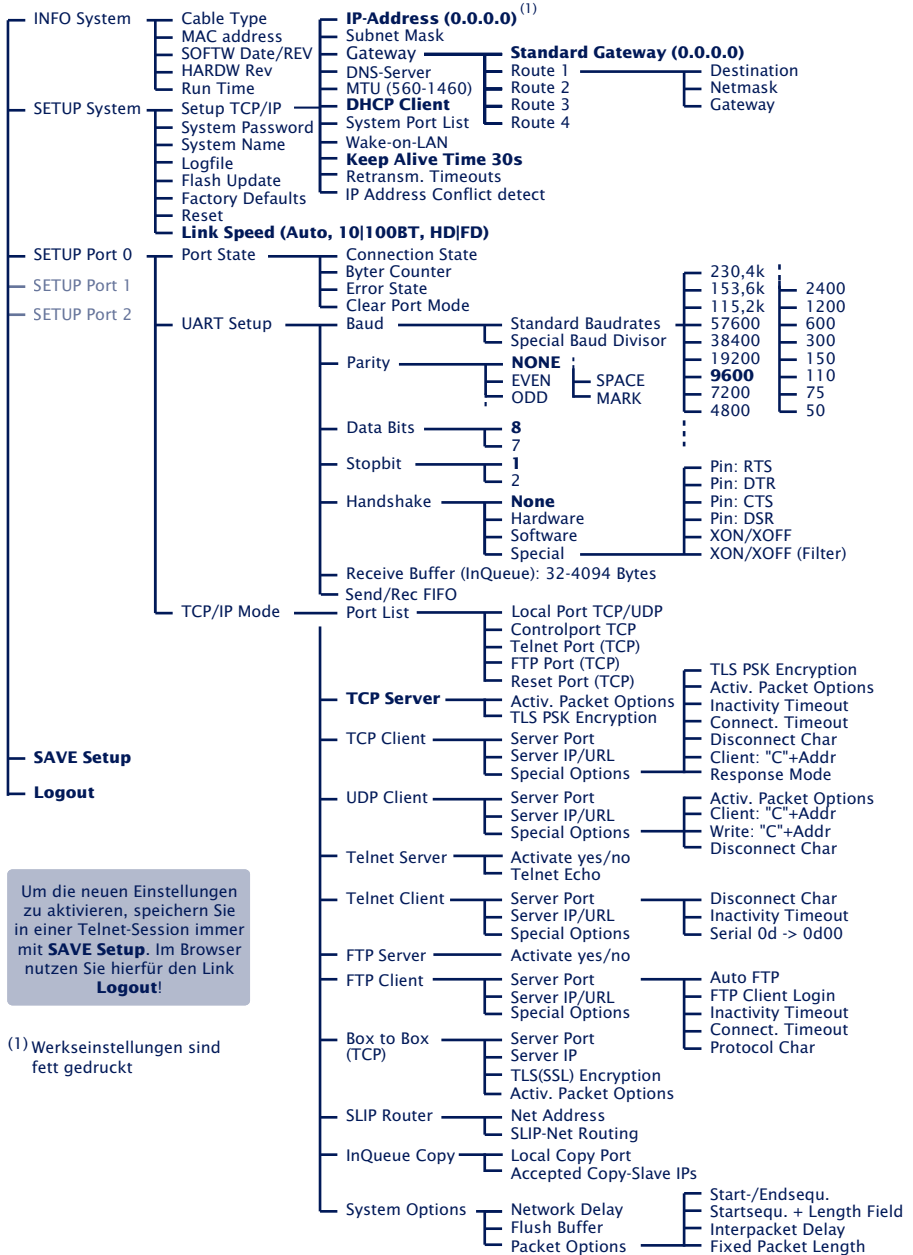 INFO System
Cable Type
MAC address
SOFTW Date/REV
HARDW Rev
Run Time
SETUP System
Setup TCP/IP
IP-Address (0.0.0.0) (1)
Subnet Mask
Gateway
Standard Gateway (0.0.0.0)
Route 1
Destination
Netmask
Gateway
Route 2
Route 3
Route 4
DNS-Server
MTU (560-1460)
DHCP Client
System Port List
Wake-on-LAN
Keep Alive Time 30s
Retransm. Timeouts
IP Address Conflict detect
System Password
System Name
Logfile
Flash Update
Factory Defaults
Reset
Link Speed (Auto, 10|100BT, HD|FD)
SETUP Port 0
SETUP Port 1
SETUP Port 2
Port State
Connection State
Byter Counter
Error State
Clear Port Mode
UART Setup
Baud
Standard Baudrates
Special Baud Divisor
230,4k
153,6k
115,2k
57600
38400
19200
9600
7200
4800
2400
1200
600
300
150
110
75
50
Parity
NONE
EVEN
ODD
SPACE
MARK
Data Bits
8
7
Stopbit
1
2
Handshake
None
Hardware
Software
Special
Pin: RTS
Pin: DTR
Pin: CTS
Pin: DSR
XON/XOFF
XON/XOFF (Filter)
Receive Buffer (InQueue): 32-4094 Bytes
Send/Rec FIFO
TCP/IP Mode
Port List
Local Port TCP/UDP
Controlport TCP
Telnet Port (TCP)
FTP Port (TCP)
Reset Port (TCP)
TCP Server
Activ. Packet Options
TLS PSK Encryption
TCP Client
Server Port
Server IP/URL
Special Options
TLS PSK Encryption
Activ. Packet Options
Inactivity Timeout
Connect. Timeout
Disconnect Char
Client: "C"+Addr
Response Mode
UDP Client
Server Port
Server IP/URL
Special Options
Activ. Packet Options
Client: "C"+Addr
Write: "C"+Addr
Disconnect Char
Telnet Server
Activate yes/no
Telnet Echo
Telnet Client
Server Port
Server IP/URL
Special Options
Disconnect Char
Inactivity Timeout
Serial 0d -> 0d00
FTP Server
Activate yes/no
FTP Client
Server Port
Server IP/URL
Special Options
Auto FTP
FTP Client Login
Inactivity Timeout
Connect. Timeout
Protocol Char
Box to Box
(TCP)
Server Port
Server IP
TLS(SSL) Encryption
Activ. Packet Options
SLIP Router
Net Address
SLIP-Net Routing
InQueue Copy
Local Copy Port
Accepted Copy-Slave IPs
System Options
Network Delay
Flush Buffer
Packet Options
Start-/Endsequ.
Startsequ. + Length Field
Interpacket Delay
Fixed Packet Length
SAVE Setup
Logout
Um die neuen Einstellungen
zu aktivieren, speichern Sie
in einer Telnet-Session immer
mit SAVE Setup. Im Browser
nutzen Sie hierfür den Link
Logout!
(1) Werkseinstellungen sind
fett gedruckt